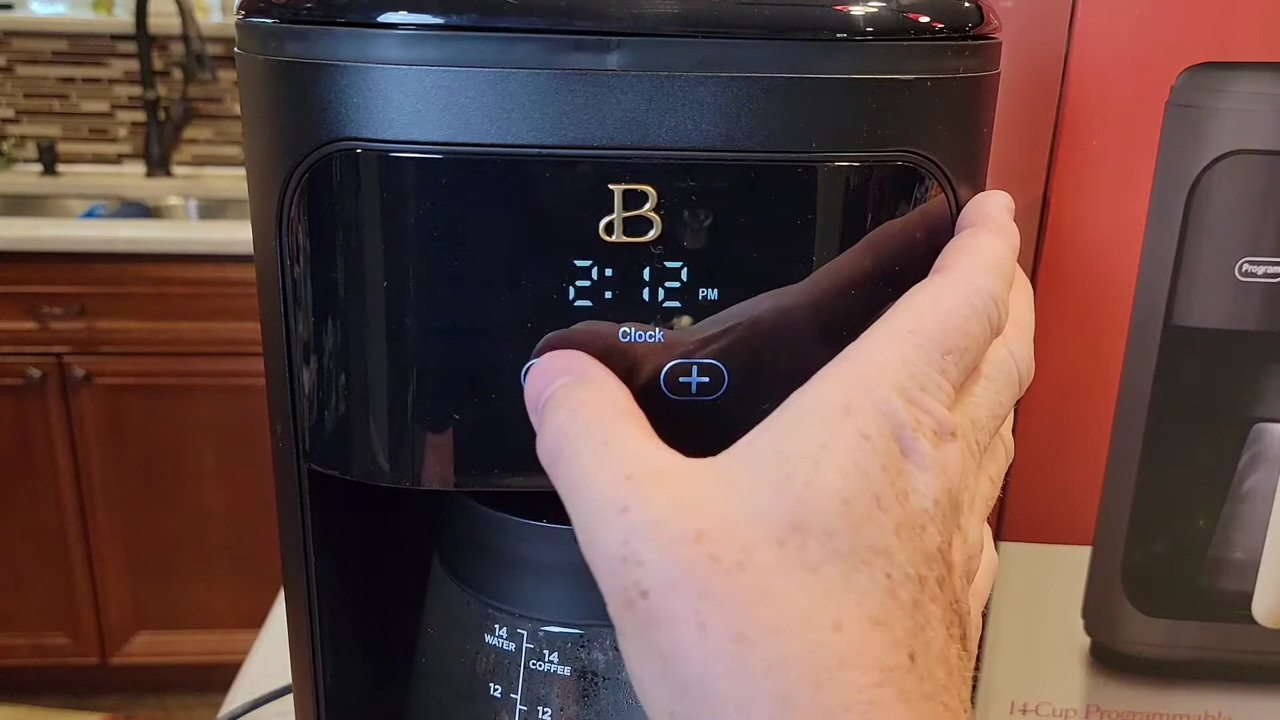 B
2:12 PM
Clock
+
14
WATER
14
COFFEE
12
12
Program
14-Cup Programmable